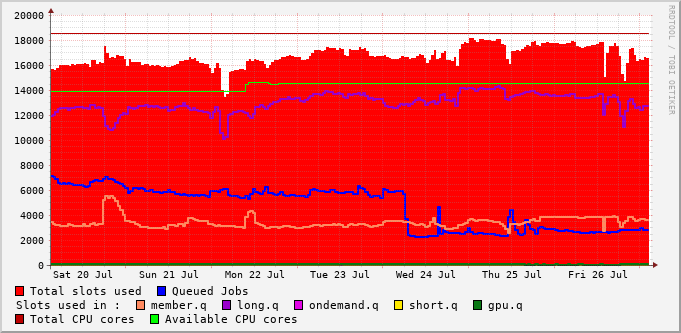 20000
18000
16000
14000
12000
10000
8000
6000
4000
2000
0
Sat 20 Jul Sun 21 Jul Mon 22 Jul Tue 23 Jul Wed 24 Jul Thu 25 Jul Fri 26 Jul
Total slots used Queued Jobs
Slots used in : member.q long.q ondemand.q short.q gpu.q
Total CPU cores Available CPU cores
RRDTOOL / TOBI OETIKER